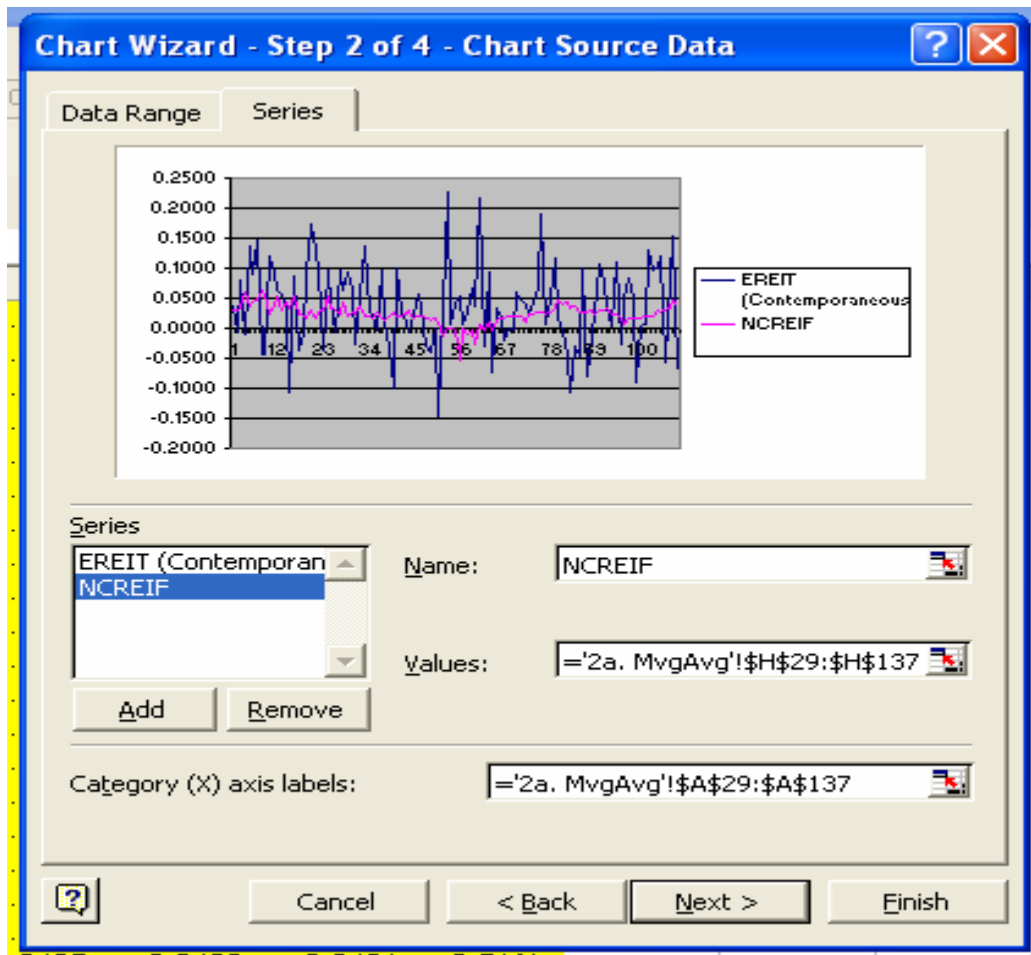 Chart Wizard - Step 2 of 4 - Chart Source Data
Data Range Series
0.2500
0.2000
0.1500
0.1000
0.0500
0.0000
-0.0500
-0.1000
-0.1500
-0.2000
1 12 23 34 45 56 67 78 89 100
EREIT
(Contemporaneous
NCREIF
Series
EREIT (Contemporan
NCREIF
Name: NCREIF
Values: ='2a. MvgAvg'!$H$29:$H$137
Add Remove
Category (X) axis labels: ='2a. MvgAvg'!$A$29:$A$137
Cancel < Back Next > Finish